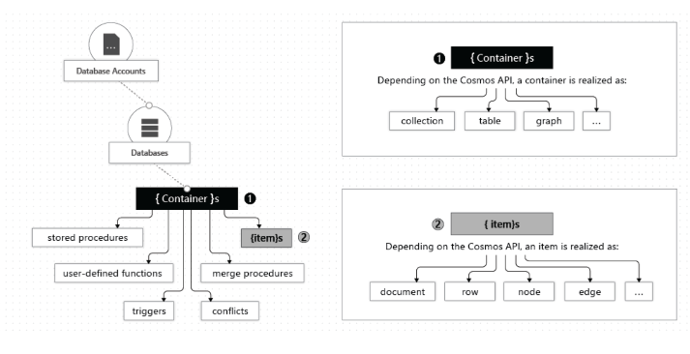 ...
Database Accounts
Databases
{ Container }s 1
stored procedures
{item}s 2
user-defined functions
merge procedures
triggers
conflicts
1 { Container }s
Depending on the Cosmos API, a container is realized as:
collection
table
graph
...
2 { item}s
Depending on the Cosmos API, an item is realized as:
document
row
node
edge
...